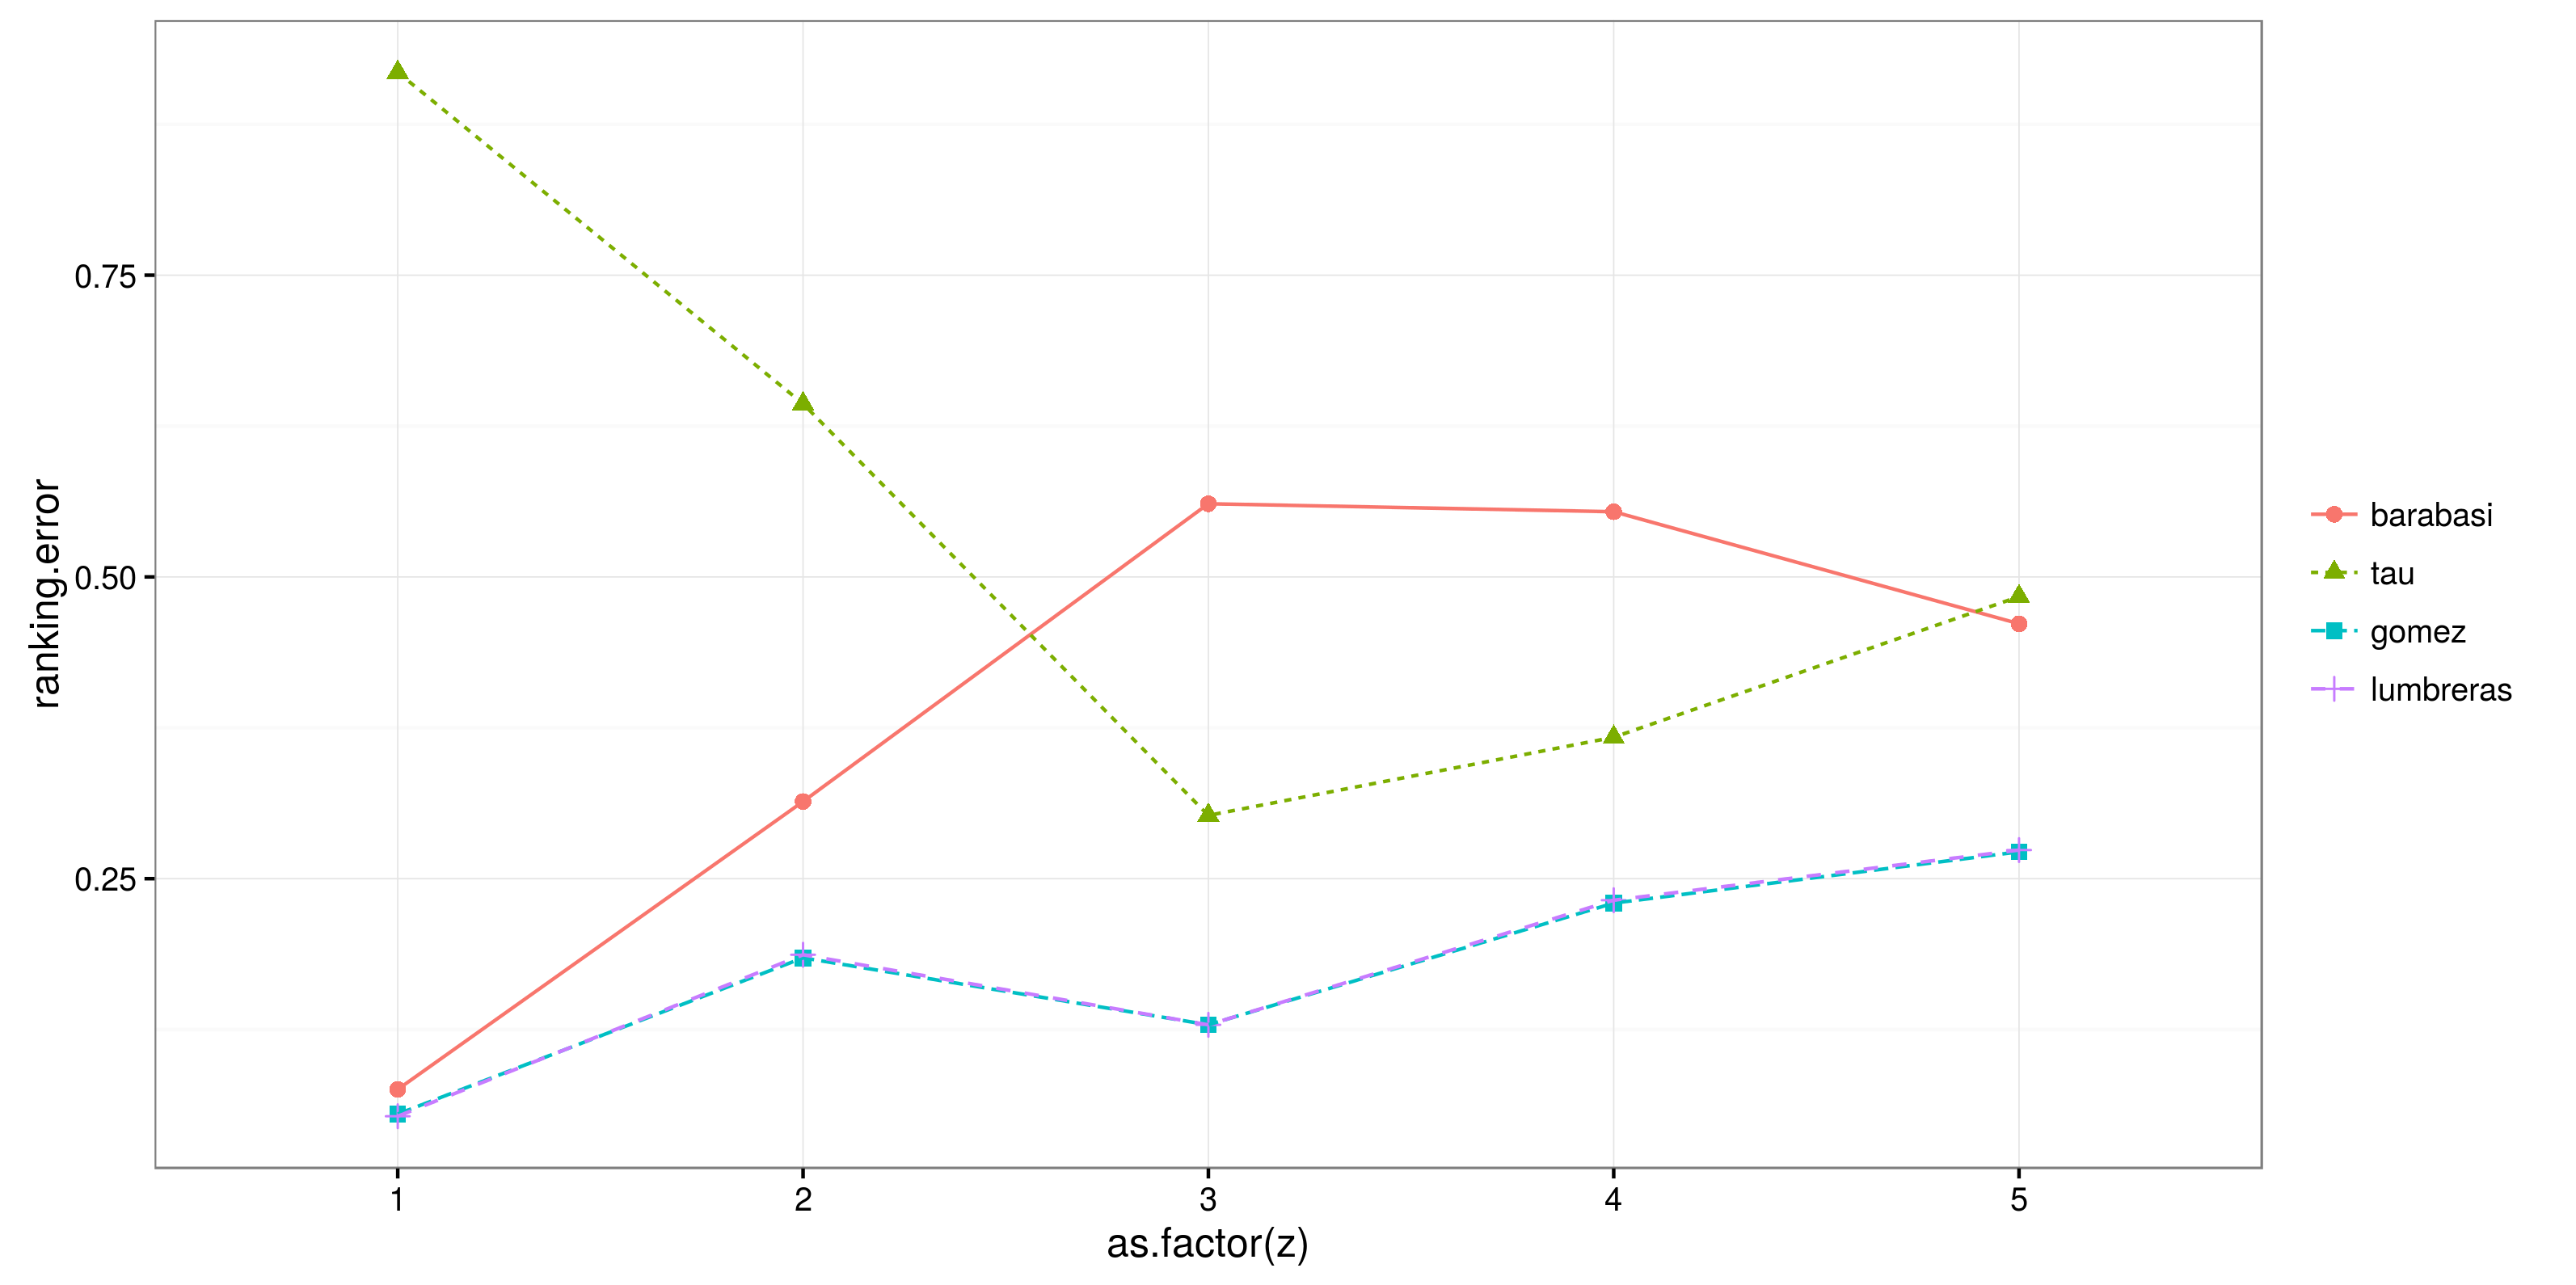 ranking.error
0.75
0.50
0.25
1 2 3 4 5
as.factor(z)
barabasi
tau
gomez
lumbreras